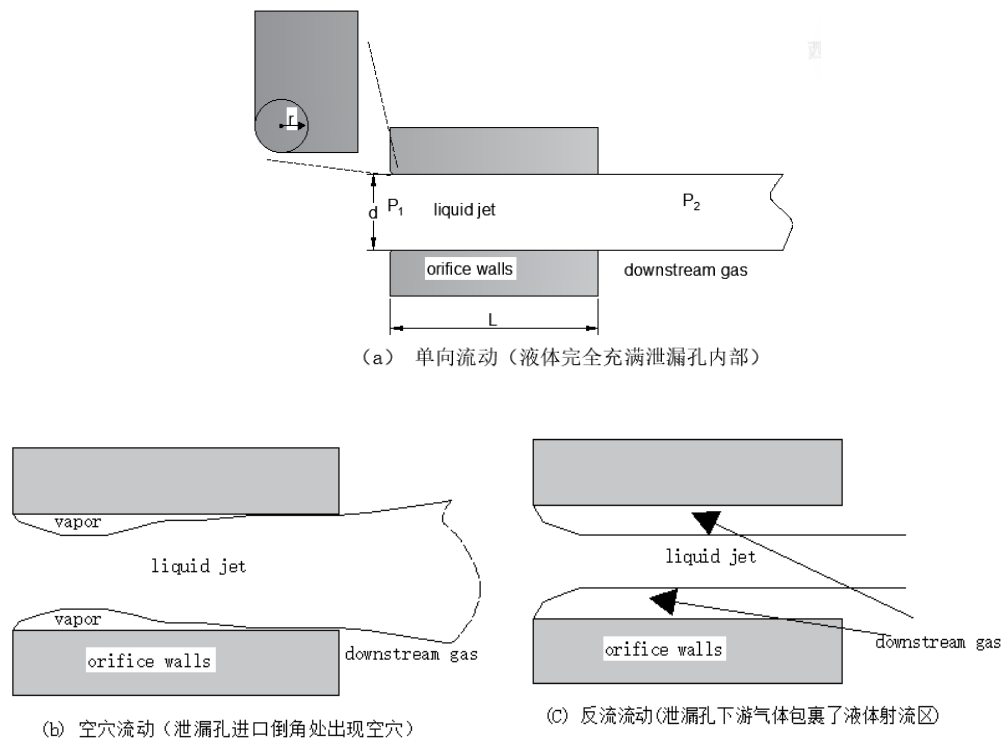 r
d
P₁
liquid jet
P₂
orifice walls
downstream gas
L
(a) 单向流动（液体完全充满泄漏孔内部）
vapor
liquid jet
vapor
orifice walls
downstream gas
(b) 空穴流动（泄漏孔进口倒角处出现空穴）
liquid jet
orifice walls
downstream gas
(C) 反流流动(泄漏孔下游气体包裹了液体射流区)